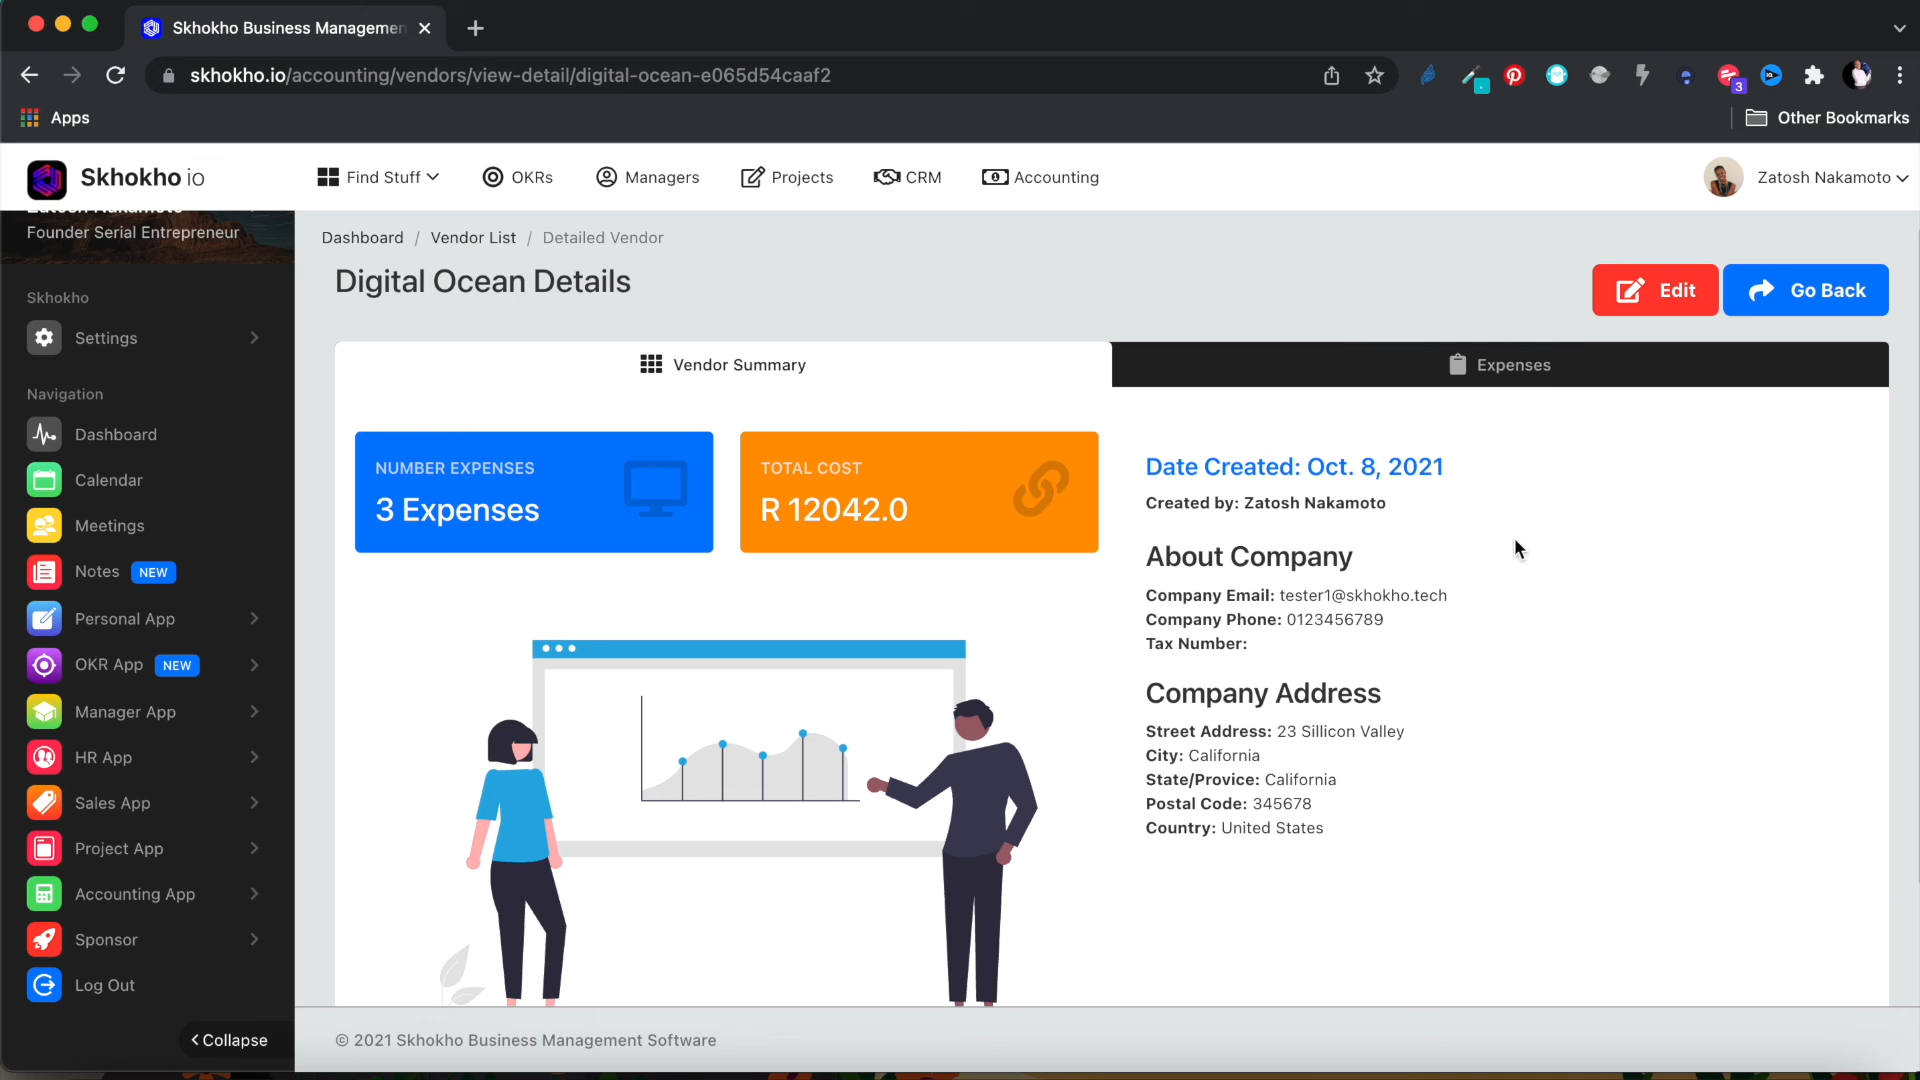 Skhokho Business Managemen
skhokho.io/accounting/vendors/view-detail/digital-ocean-e065d54caaf2
3
Apps
Other Bookmarks
Skhokho io
Find Stuff
OKRs
Managers
Projects
CRM
Accounting
Zatosh Nakamoto
Zatosh Nakamoto
Founder Serial Entrepreneur
Skhokho
Settings
Navigation
Dashboard
Calendar
Meetings
Notes NEW
Personal App
OKR App NEW
Manager App
HR App
Sales App
Project App
Accounting App
Sponsor
Log Out
Collapse
Dashboard / Vendor List / Detailed Vendor
Digital Ocean Details
Edit
Go Back
Vendor Summary
Expenses
NUMBER EXPENSES
3 Expenses
TOTAL COST
R 12042.0
Date Created: Oct. 8, 2021
Created by: Zatosh Nakamoto
About Company
Company Email: tester1@skhokho.tech
Company Phone: 0123456789
Tax Number:
Company Address
Street Address: 23 Sillicon Valley
City: California
State/Provice: California
Postal Code: 345678
Country: United States
© 2021 Skhokho Business Management Software